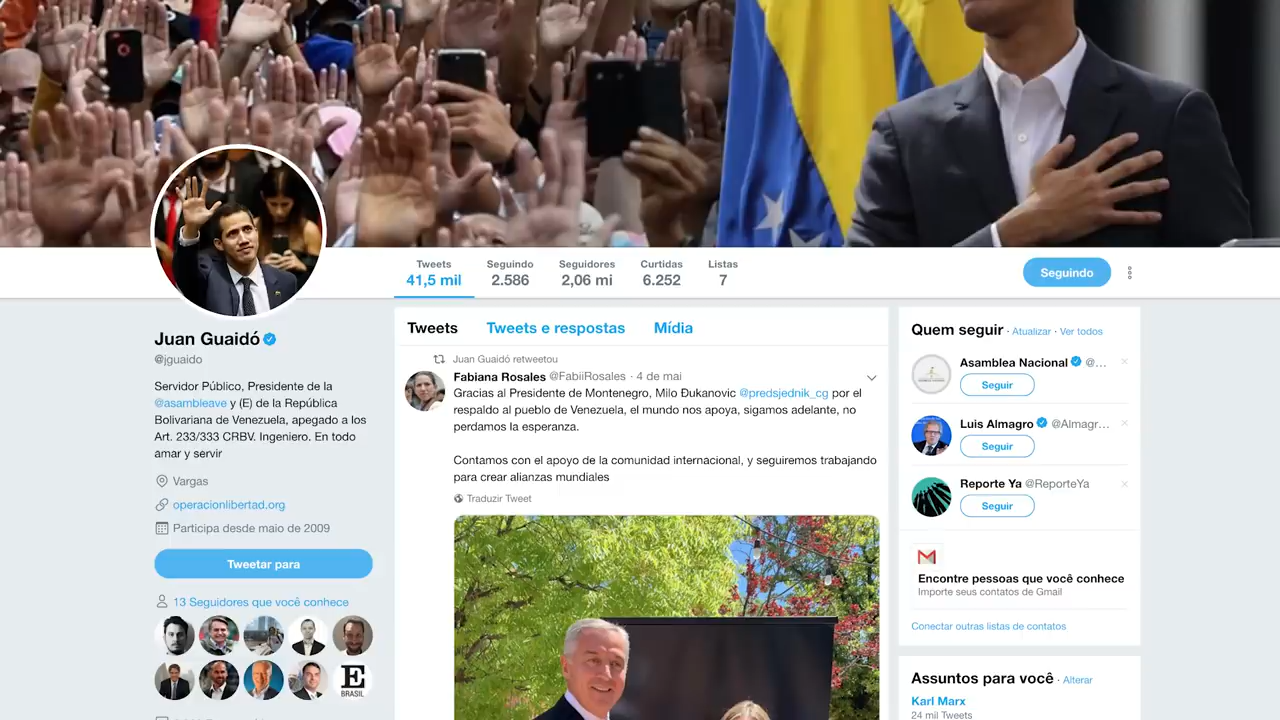 Tweets
41,5 mil
Seguindo
2.586
Seguidores
2,06 mi
Curtidas
6.252
Listas
7
Seguindo
Juan Guaidó
@jguaido
Servidor Público, Presidente de la
@asambleave y (E) de la República
Bolivariana de Venezuela, apegado a los
Art. 233/333 CRBV. Ingeniero. En todo
amar y servir
Vargas
operacionlibertad.org
Participa desde maio de 2009
Tweetar para
13 Seguidores que você conhece
E
BRASIL
Tweets Tweets e respostas Mídia
Juan Guaidó retweetou
Fabiana Rosales @FabiiRosales · 4 de mai
Gracias al Presidente de Montenegro, Milo Đukanovic @predsjednik_cg por el
respaldo al pueblo de Venezuela, el mundo nos apoya, sigamos adelante, no
perdamos la esperanza.
Contamos con el apoyo de la comunidad internacional, y seguiremos trabajando
para crear alianzas mundiales
Traduzir Tweet
Quem seguir · Atualizar · Ver todos
Asamblea Nacional @...
Seguir
Luis Almagro @Almagr...
Seguir
Reporte Ya @ReporteYa
Seguir
Encontre pessoas que você conhece
Importe seus contatos de Gmail
Conectar outras listas de contatos
Assuntos para você · Alterar
Karl Marx
24 mil Tweets